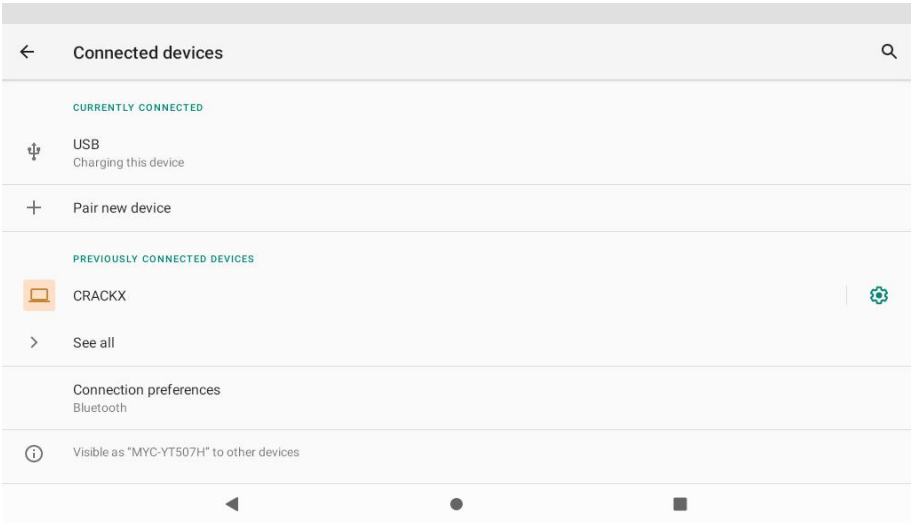 Connected devices
CURRENTLY CONNECTED
USB
Charging this device
Pair new device
PREVIOUSLY CONNECTED DEVICES
CRACKX
See all
Connection preferences
Bluetooth
Visible as “MYC-YT507H” to other devices